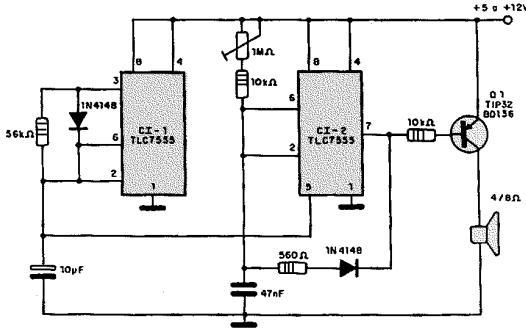 +5 a +12V
8
4
1MΩ
10kΩ
8
4
3
1N4148
56kΩ
6
2
CI-1
TLC7555
1
6
2
CI-2
TLC7555
7
5
1
10kΩ
Q1
TIP32
BD136
4/8Ω
560Ω
1N4148
10µF
47nF